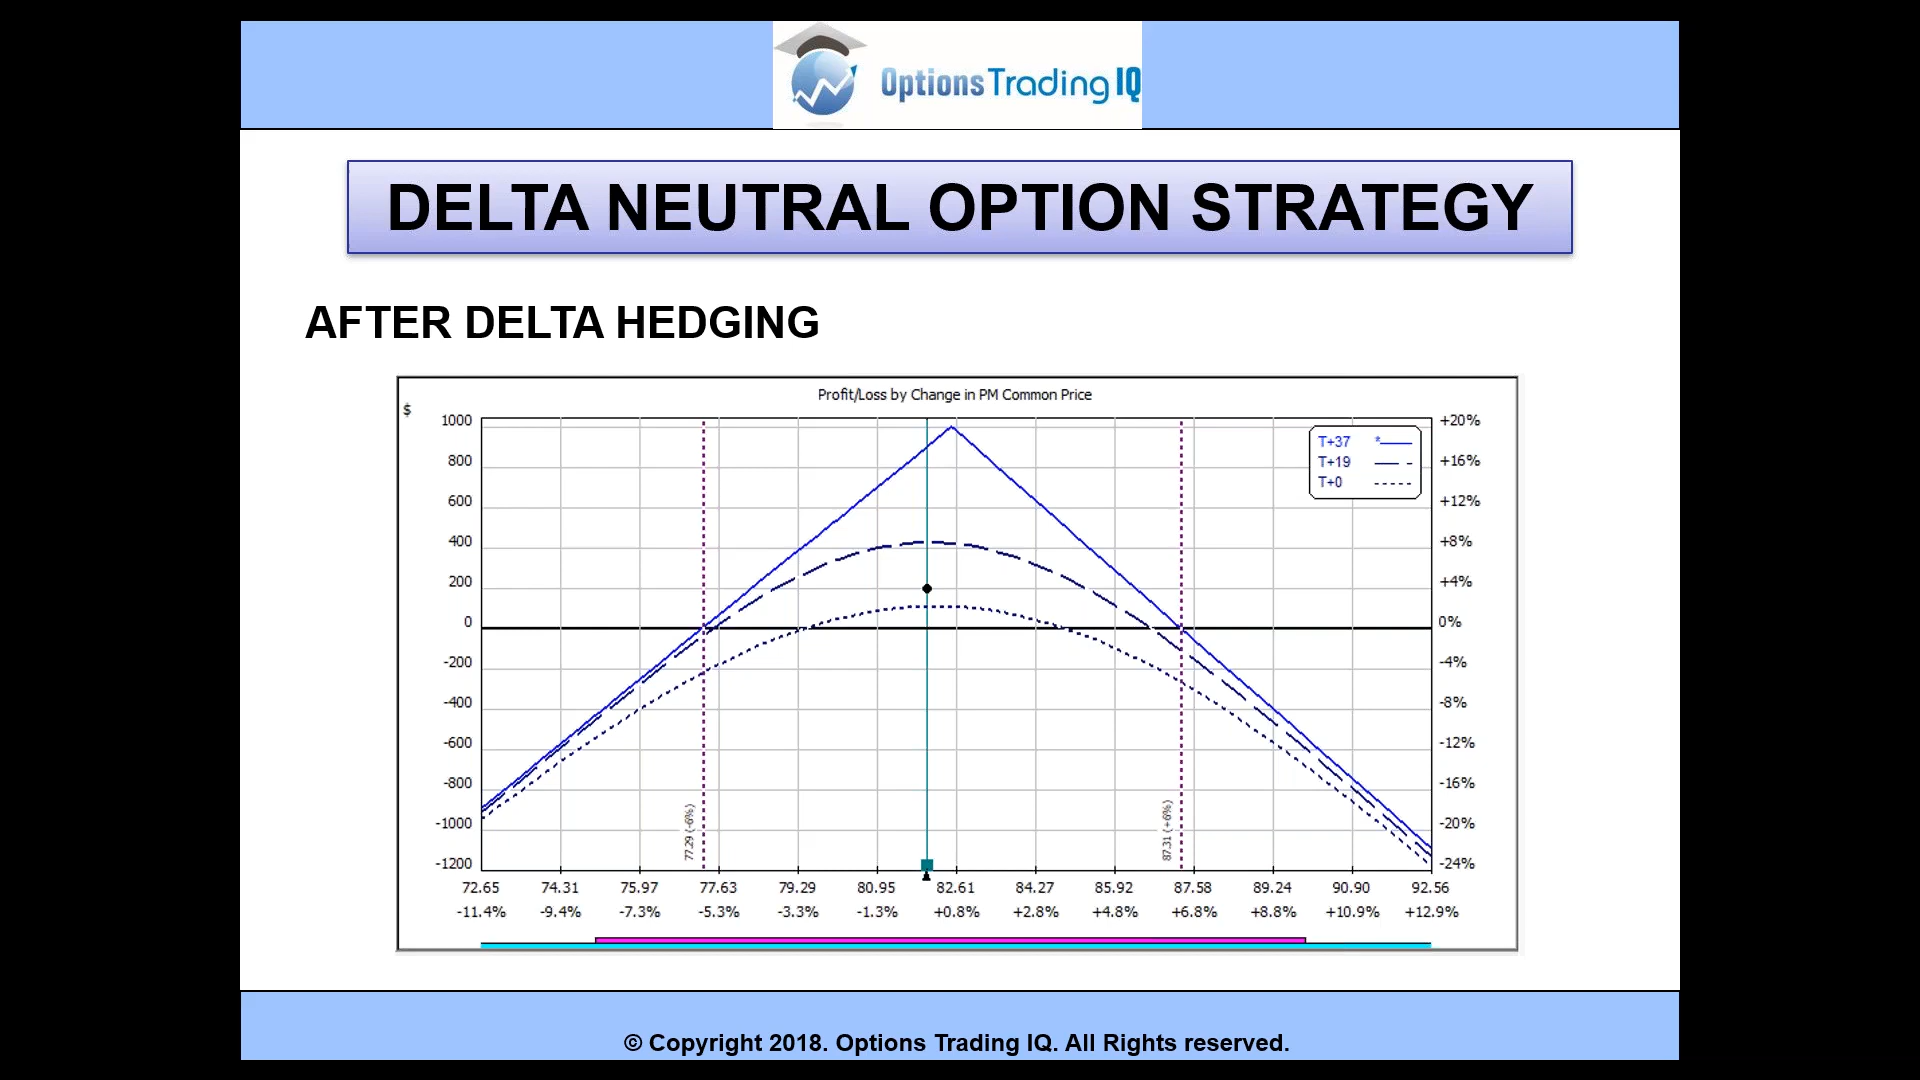 Options Trading IQ
DELTA NEUTRAL OPTION STRATEGY
AFTER DELTA HEDGING
Profit/Loss by Change in PM Common Price
$
1000 +20%
800 +16%
600 +12%
400 +8%
200 +4%
0 0%
-200 -4%
-400 -8%
-600 -12%
-800 -16%
-1000 -20%
-1200 -24%
T+37 *
T+19
T+0
77.29 (-6%)
87.31 (+6%)
72.65 74.31 75.97 77.63 79.29 80.95 82.61 84.27 85.92 87.58 89.24 90.90 92.56
-11.4% -9.4% -7.3% -5.3% -3.3% -1.3% +0.8% +2.8% +4.8% +6.8% +8.8% +10.9% +12.9%
© Copyright 2018. Options Trading IQ. All Rights reserved.